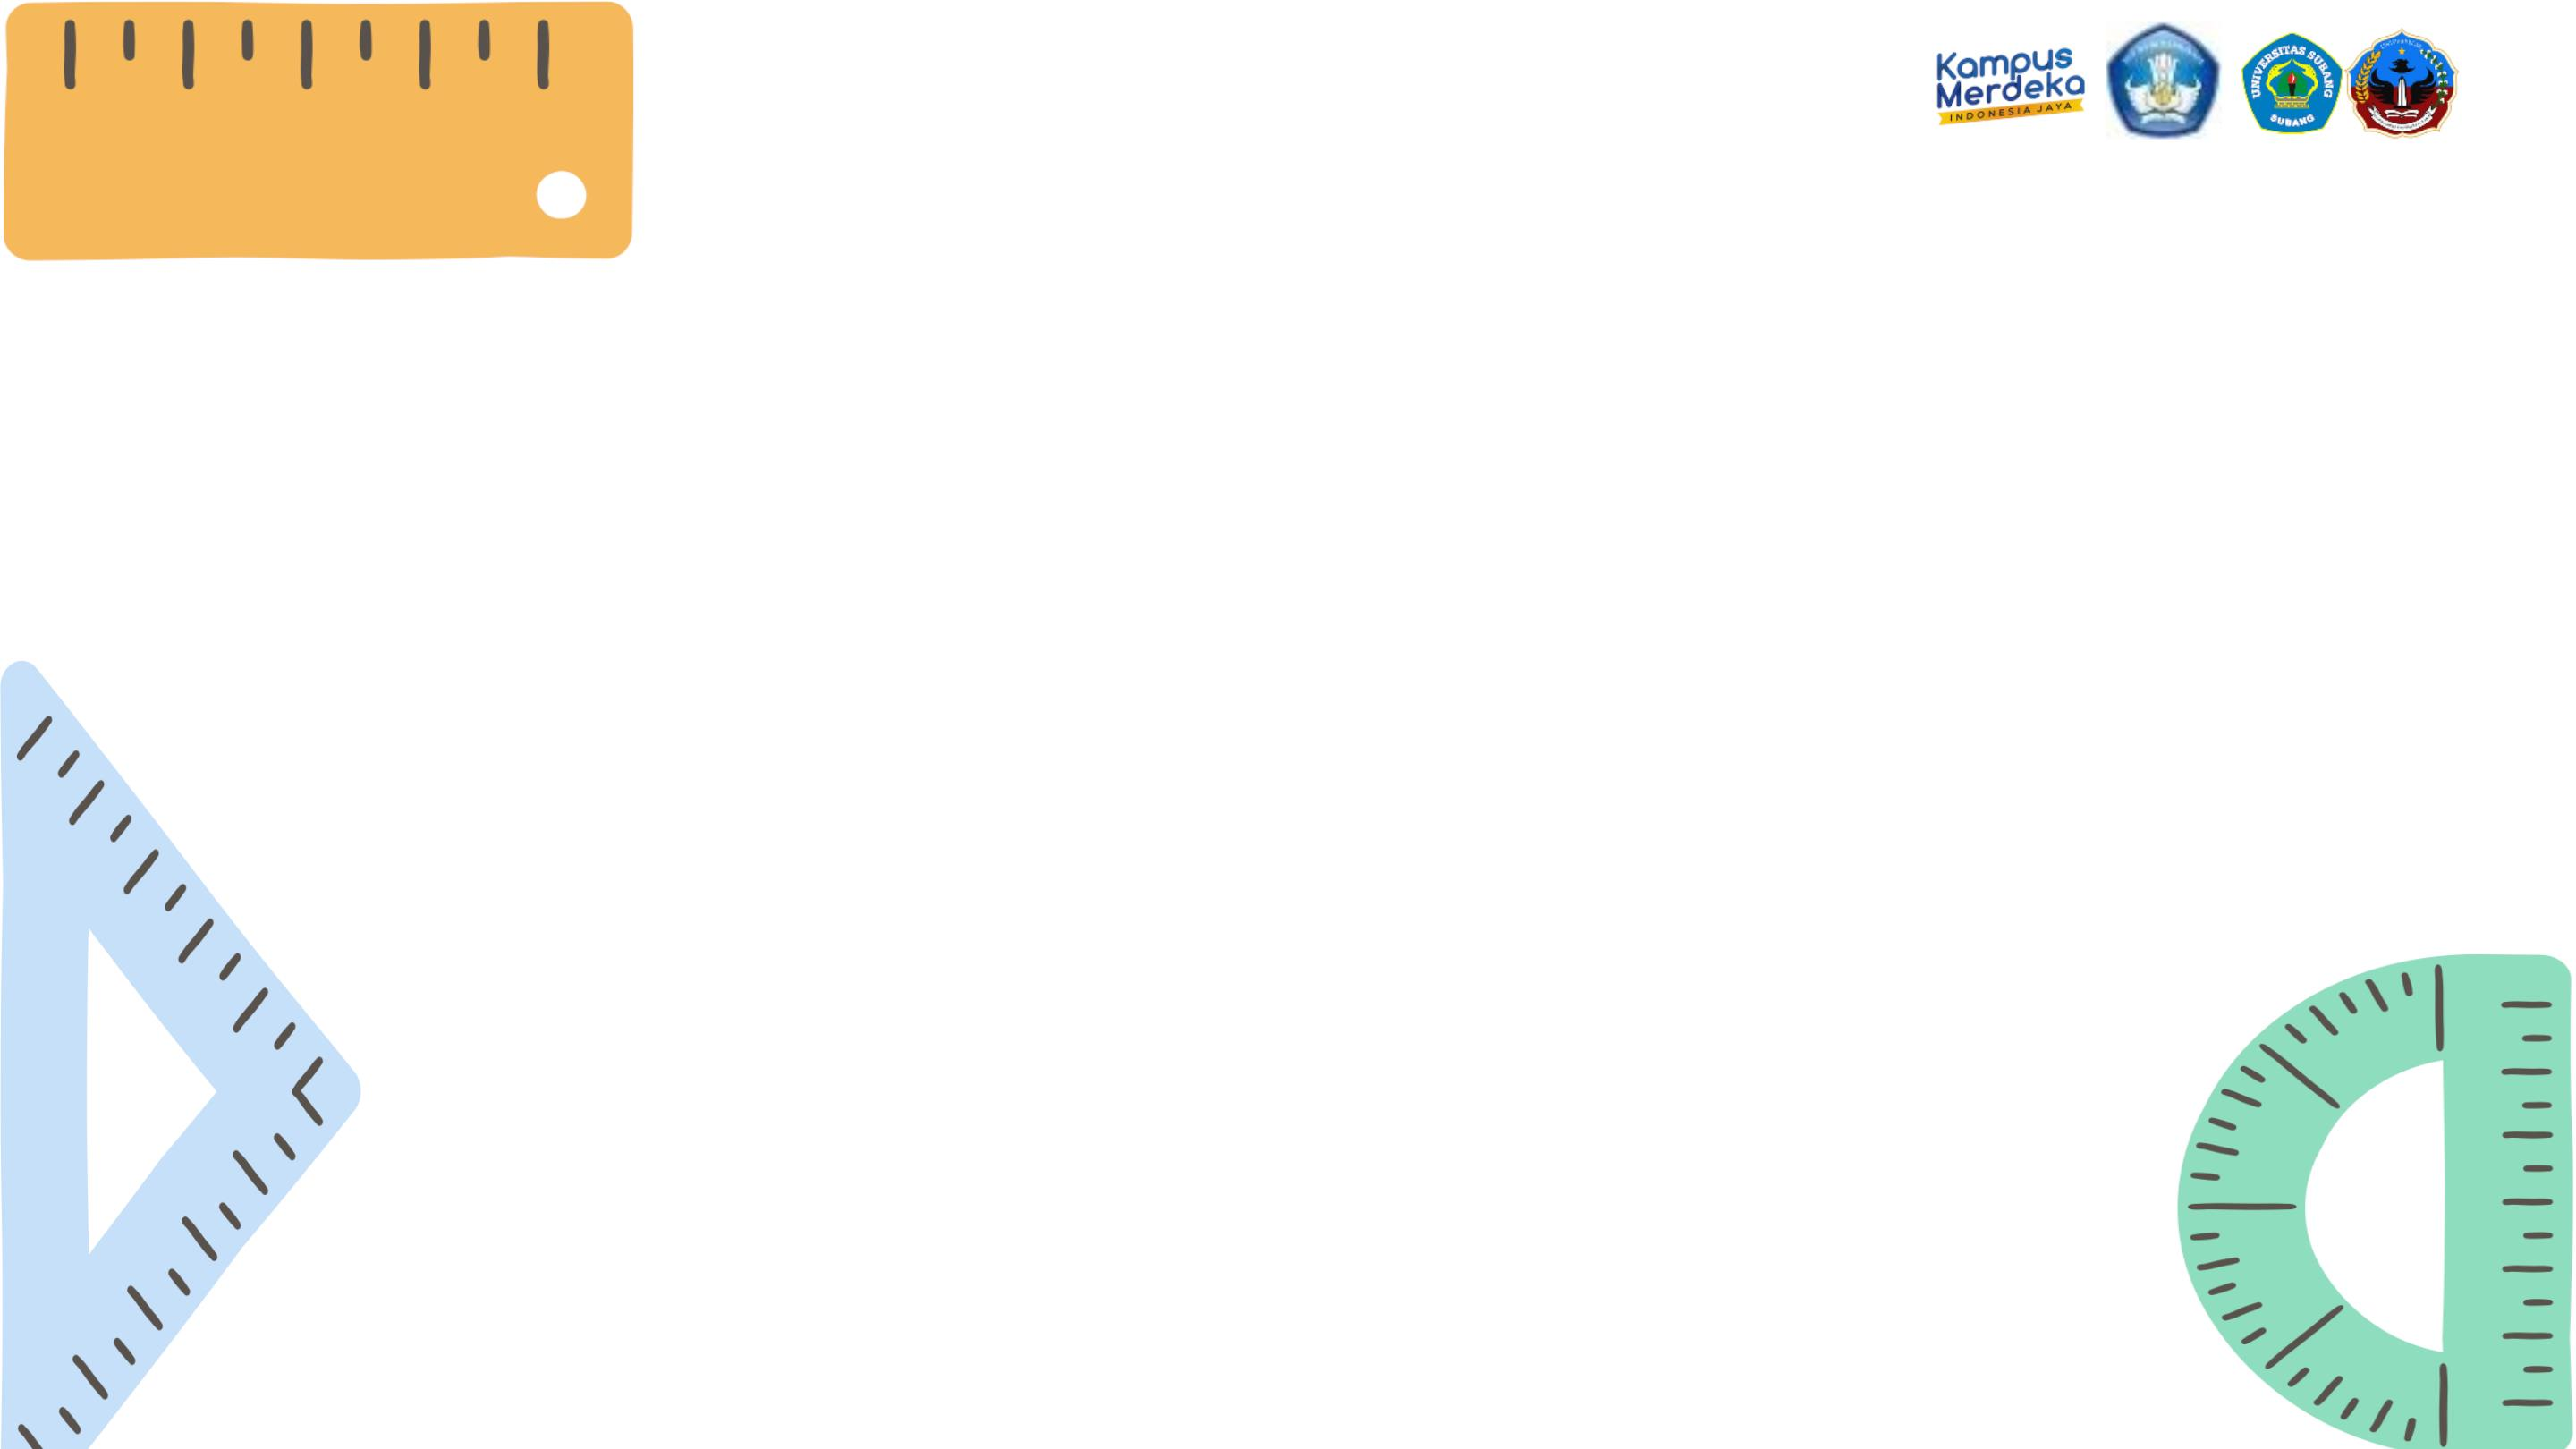 Kampus
Merdeka
INDONESIA JAYA
UNIVERSITAS SUBANG
SUBANG